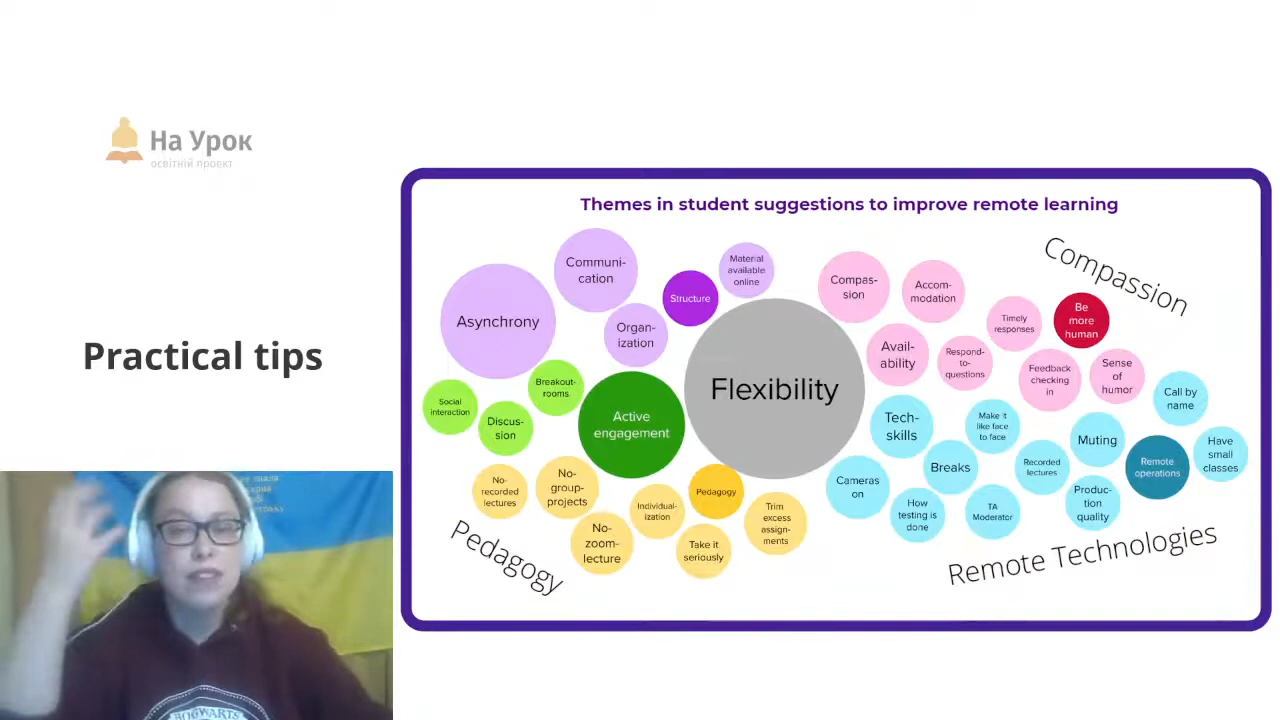 На Урок
освітній проект
Practical tips
Themes in student suggestions to improve remote learning
Asynchrony
Communi-
cation
Organ-
ization
Structure
Material
available
online
Flexibility
Social
interaction
Discus-
sion
Breakout-
rooms
Active
engagement
No-
recorded
lectures
No-
group-
projects
No-
zoom-
lecture
Individual-
ization
Pedagogy
Take it
seriously
Trim
excess
assign-
ments
Pedagogy
Compas-
sion
Accom-
modation
Avail-
ability
Respond-
to-
questions
Timely
responses
Be
more
human
Feedback
checking
in
Sense
of
humor
Compassion
Tech-
skills
Make it
like face
to face
Muting
Call by
name
Cameras
on
Breaks
Recorded
lectures
Remote
operations
Have
small
classes
How
testing is
done
TA
Moderator
Produc-
tion
quality
Remote Technologies
HOGWARTS